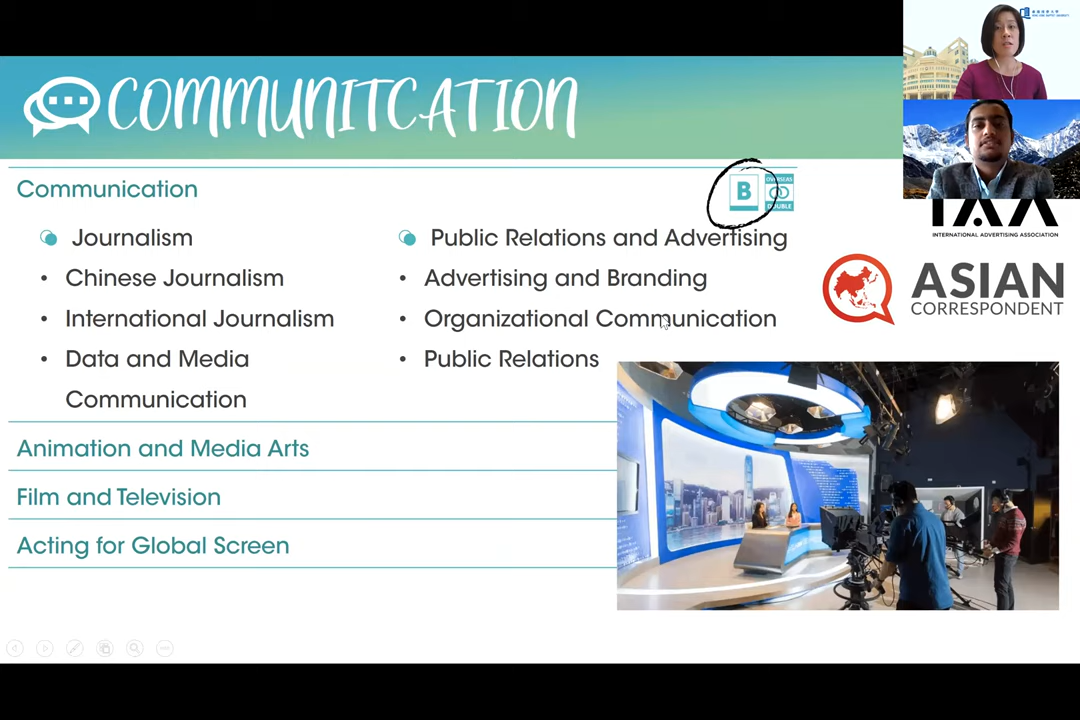 COMMUNITCATION
Communication
B
OVERSEAS
DOUBLE
Journalism
Chinese Journalism
International Journalism
Data and Media
Communication
Public Relations and Advertising
Advertising and Branding
Organizational Communication
Public Relations
Animation and Media Arts
Film and Television
Acting for Global Screen
IAA
INTERNATIONAL ADVERTISING ASSOCIATION
ASIAN
CORRESPONDENT